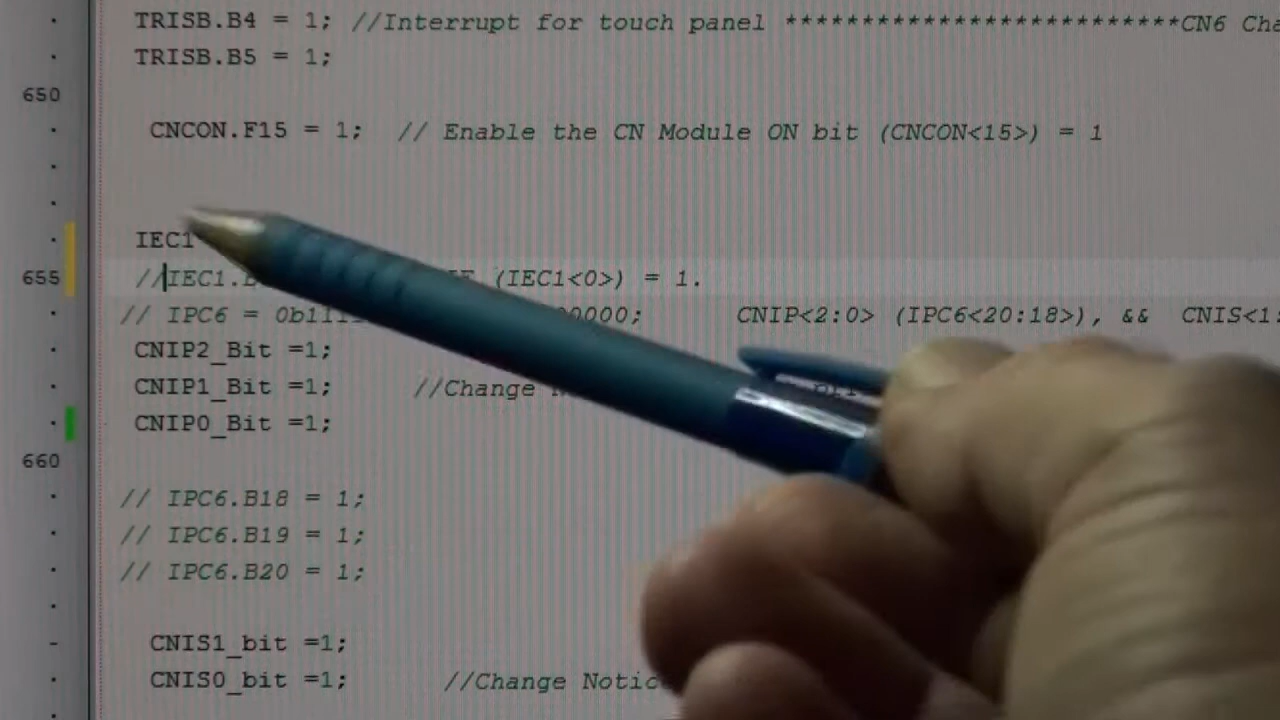 TRISB.B4 = 1; //Interrupt for touch panel **************************CN6 Cha
TRISB.B5 = 1;
650
CNCON.F15 = 1; // Enable the CN Module ON bit (CNCON<15>) = 1
IEC1
655 //IEC1. (IEC1<0>) = 1.
// IPC6 = 0000; CNIP<2:0> (IPC6<20:18>), && CNIS<1:
CNIP2_Bit =1;
CNIP1_Bit =1; //Change
CNIP0_Bit =1;
660
// IPC6.B18 = 1;
// IPC6.B19 = 1;
// IPC6.B20 = 1;
CNIS1_bit =1;
CNIS0_bit =1; //Change Notic